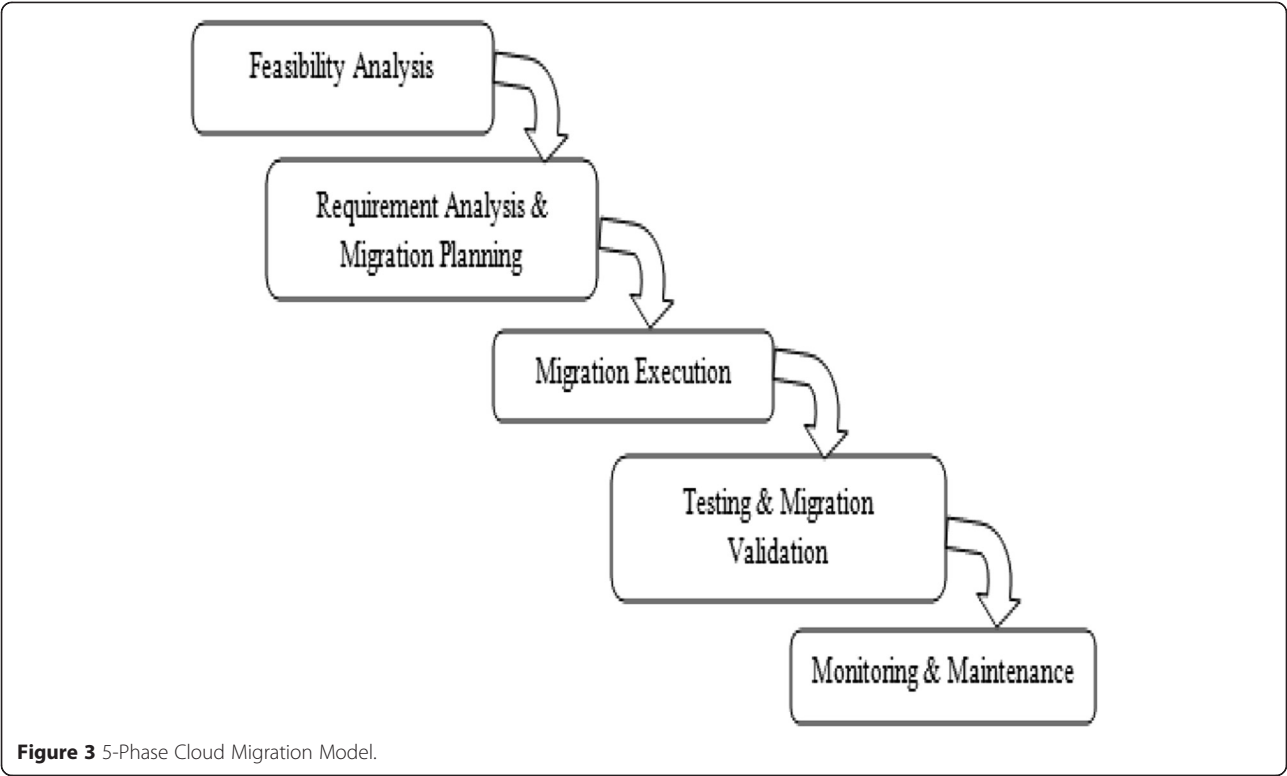 Feasibility Analysis
Requirement Analysis &
Migration Planning
Migration Execution
Testing & Migration
Validation
Monitoring & Maintenance
Figure 3 5-Phase Cloud Migration Model.